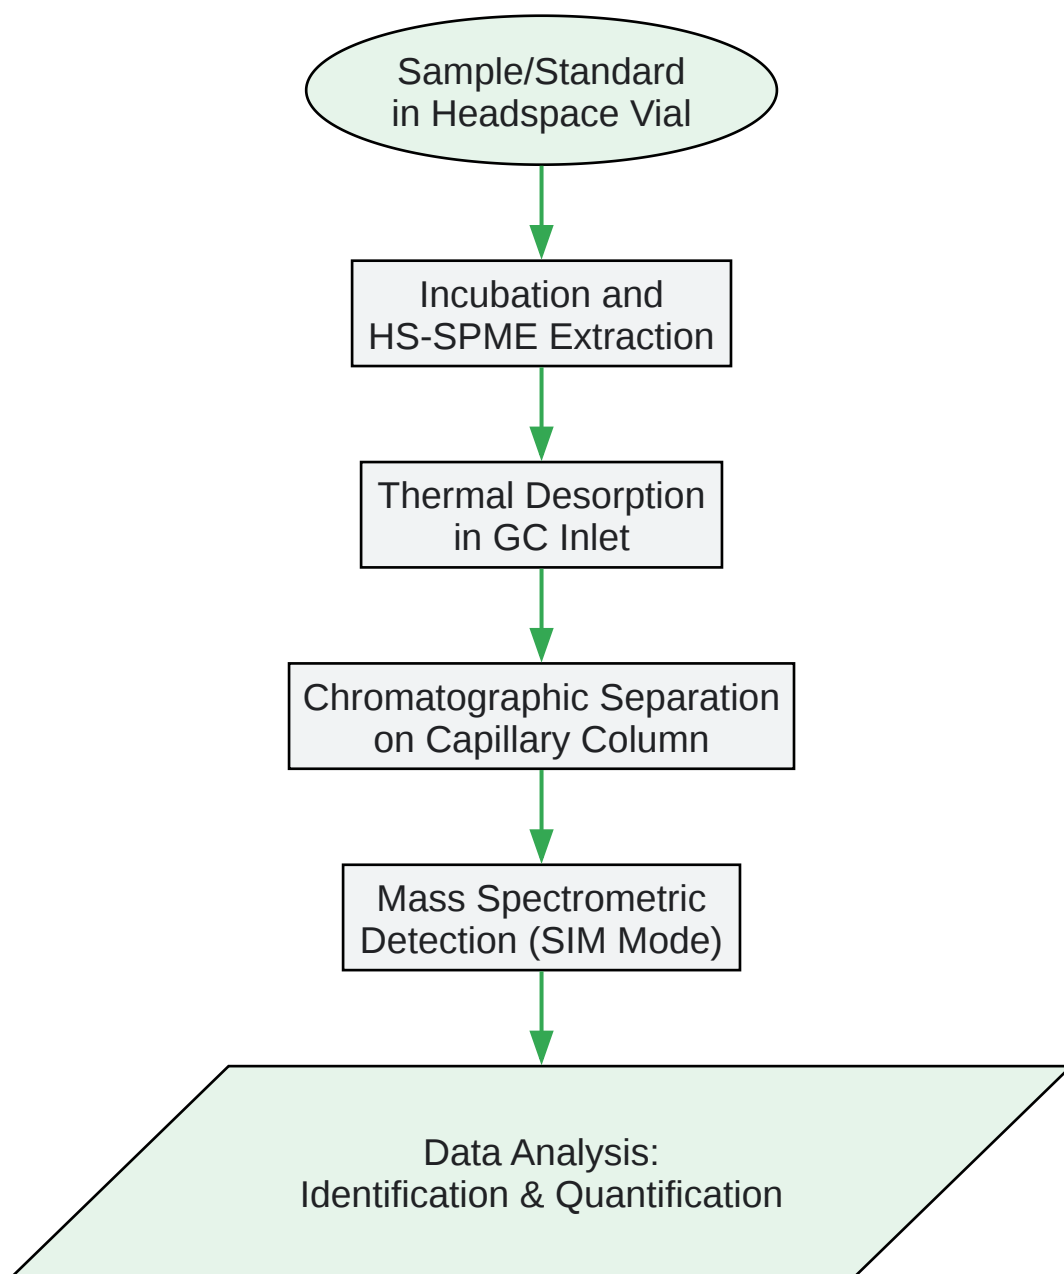 Sample/Standard
in Headspace Vial
Incubation and
HS-SPME Extraction
Thermal Desorption
in GC Inlet
Chromatographic Separation
on Capillary Column
Mass Spectrometric
Detection (SIM Mode)
Data Analysis:
Identification & Quantification